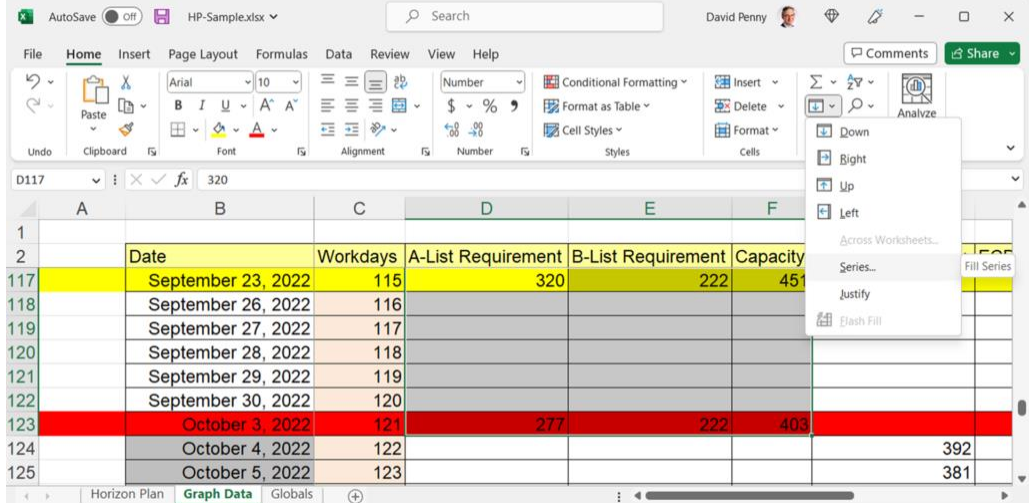 AutoSave Off HP-Sample.xlsx Search David Penny
File Home Insert Page Layout Formulas Data Review View Help Comments Share
Paste Arial 10 Number Conditional Formatting Insert
B I U A A $ % Format as Table Delete
Cell Styles Format Analyze
Undo Clipboard Font Alignment Number Styles Cells
Down
Right
Up
Left
Across Worksheets...
Series...
Fill Series
Justify
Flash Fill
D117 fx 320
A B C D E F
1
2 Date Workdays A-List Requirement B-List Requirement Capacity
117 September 23, 2022 115 320 222 451
118 September 26, 2022 116
119 September 27, 2022 117
120 September 28, 2022 118
121 September 29, 2022 119
122 September 30, 2022 120
123 October 3, 2022 121 277 222 403
124 October 4, 2022 122 392
125 October 5, 2022 123 381
Horizon Plan Graph Data Globals